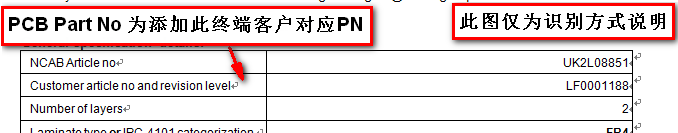 PCB Part No 为添加此终端客户对应PN
此图仅为识别方式说明
NCAB Article no UK2L08851
Customer article no and revision level LF0001188
Number of layers 2
Laminate type or IPC-4101 categorization FR4